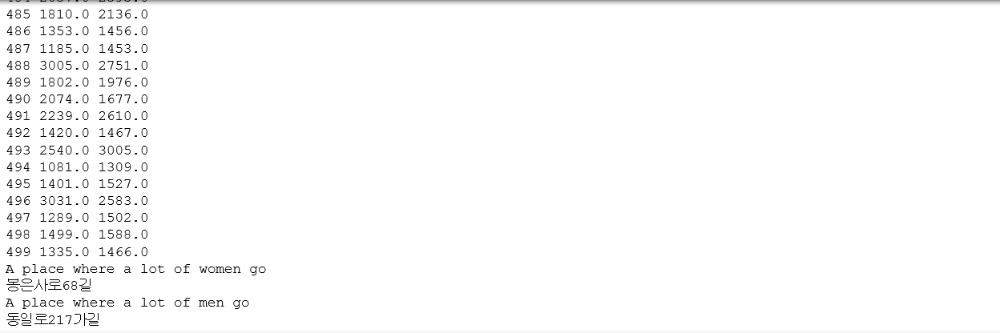 485 1810.0 2136.0
486 1353.0 1456.0
487 1185.0 1453.0
488 3005.0 2751.0
489 1802.0 1976.0
490 2074.0 1677.0
491 2239.0 2610.0
492 1420.0 1467.0
493 2540.0 3005.0
494 1081.0 1309.0
495 1401.0 1527.0
496 3031.0 2583.0
497 1289.0 1502.0
498 1499.0 1588.0
499 1335.0 1466.0
A place where a lot of women go
봉은사로68길
A place where a lot of men go
동일로217가길